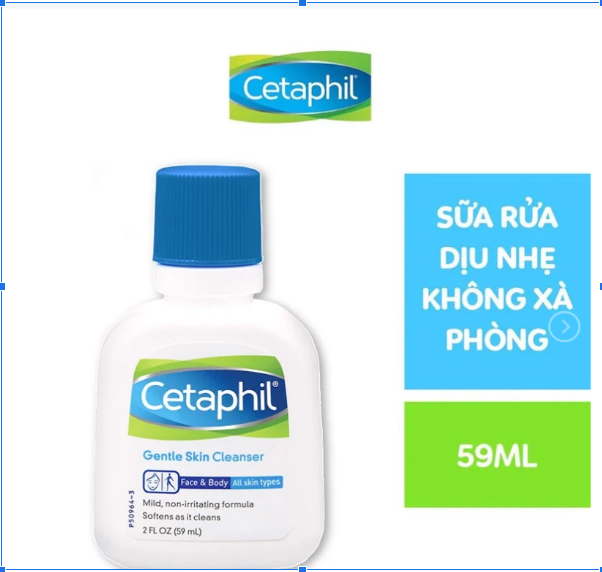 Cetaphil®
SỮA RỬA
DỊU NHẸ
KHÔNG XÀ
PHÒNG
59ML
Cetaphil®
Gentle Skin Cleanser
Face & Body All skin types
Mild, non-irritating formula
Softens as it cleans
2 FL OZ (59 mL)
P50964-3